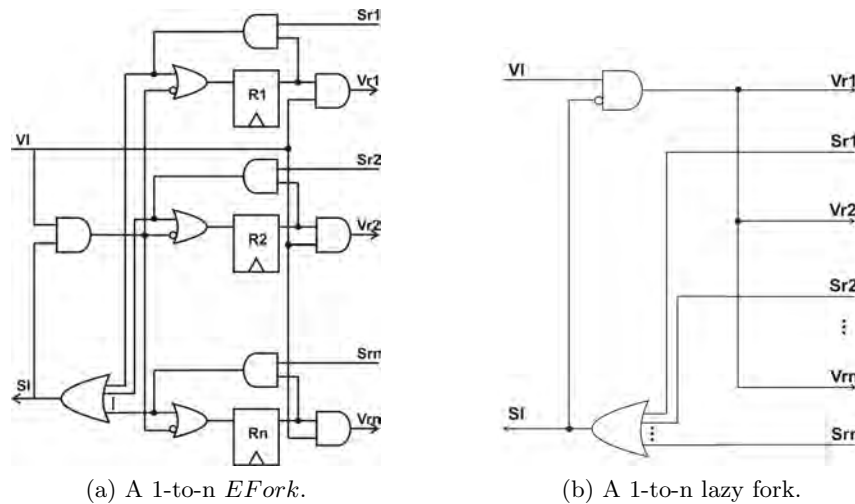 Sr1
R1
Vr1
Vl
Sr2
R2
Vr2
Srn
Sl
Rn
Vrn
(a) A 1-to-n EFork.
Vl
Vr1
Sr1
Vr2
Sr2
Vrn
Sl
Srn
(b) A 1-to-n lazy fork.